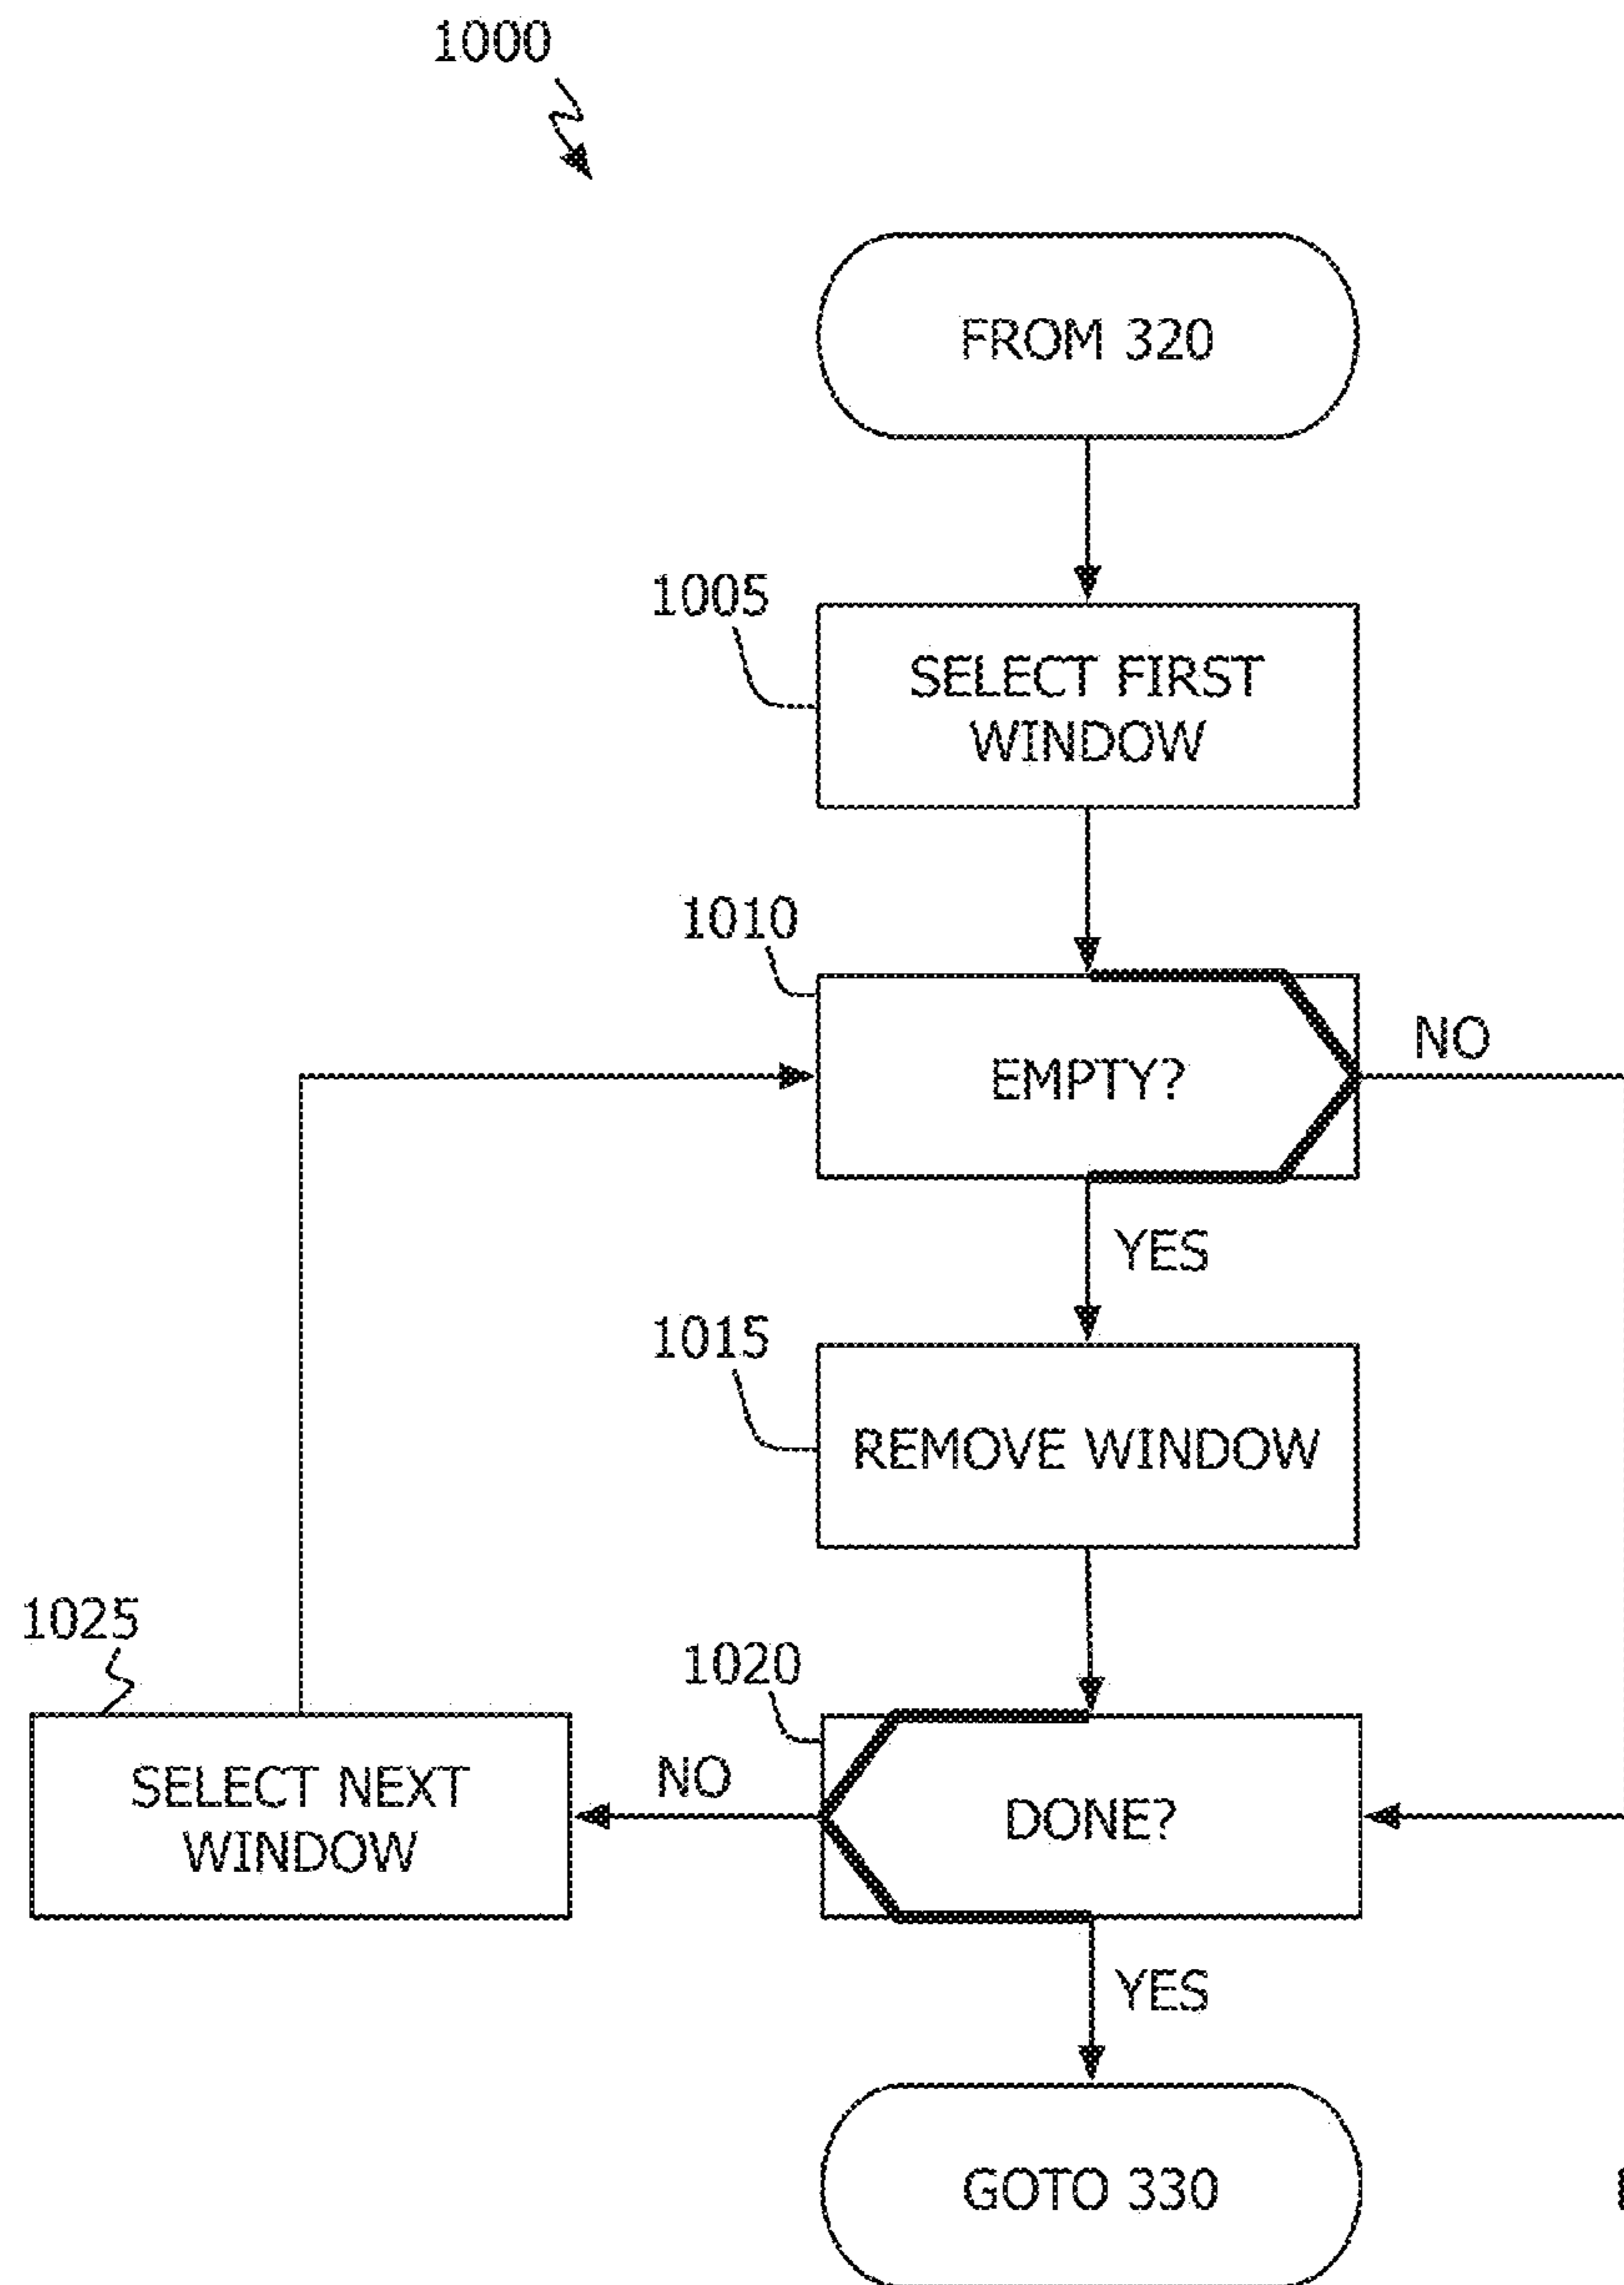 1000
FROM 320
1005
SELECT FIRST
WINDOW
1010
EMPTY?
NO
YES
1015
REMOVE WINDOW
1025
SELECT NEXT
WINDOW
1020
NO
DONE?
YES
GOTO 330